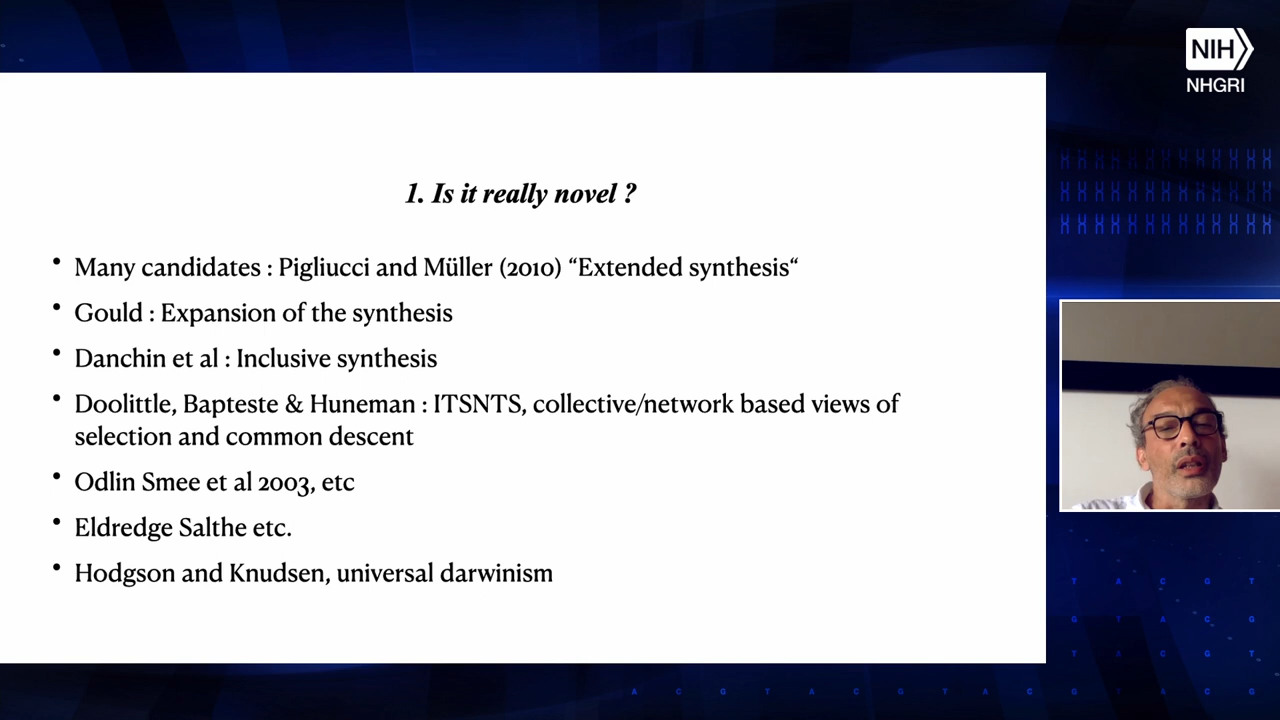 NIH
NHGRI
1. Is it really novel ?
• Many candidates : Pigliucci and Müller (2010) “Extended synthesis“
• Gould : Expansion of the synthesis
• Danchin et al : Inclusive synthesis
• Doolittle, Bapteste & Huneman : ITSNTS, collective/network based views of
selection and common descent
• Odlin Smee et al 2003, etc
• Eldredge Salthe etc.
• Hodgson and Knudsen, universal darwinism
T A C G T
G T A C G
T A C G T
A C G T A C G T A C G T A C G